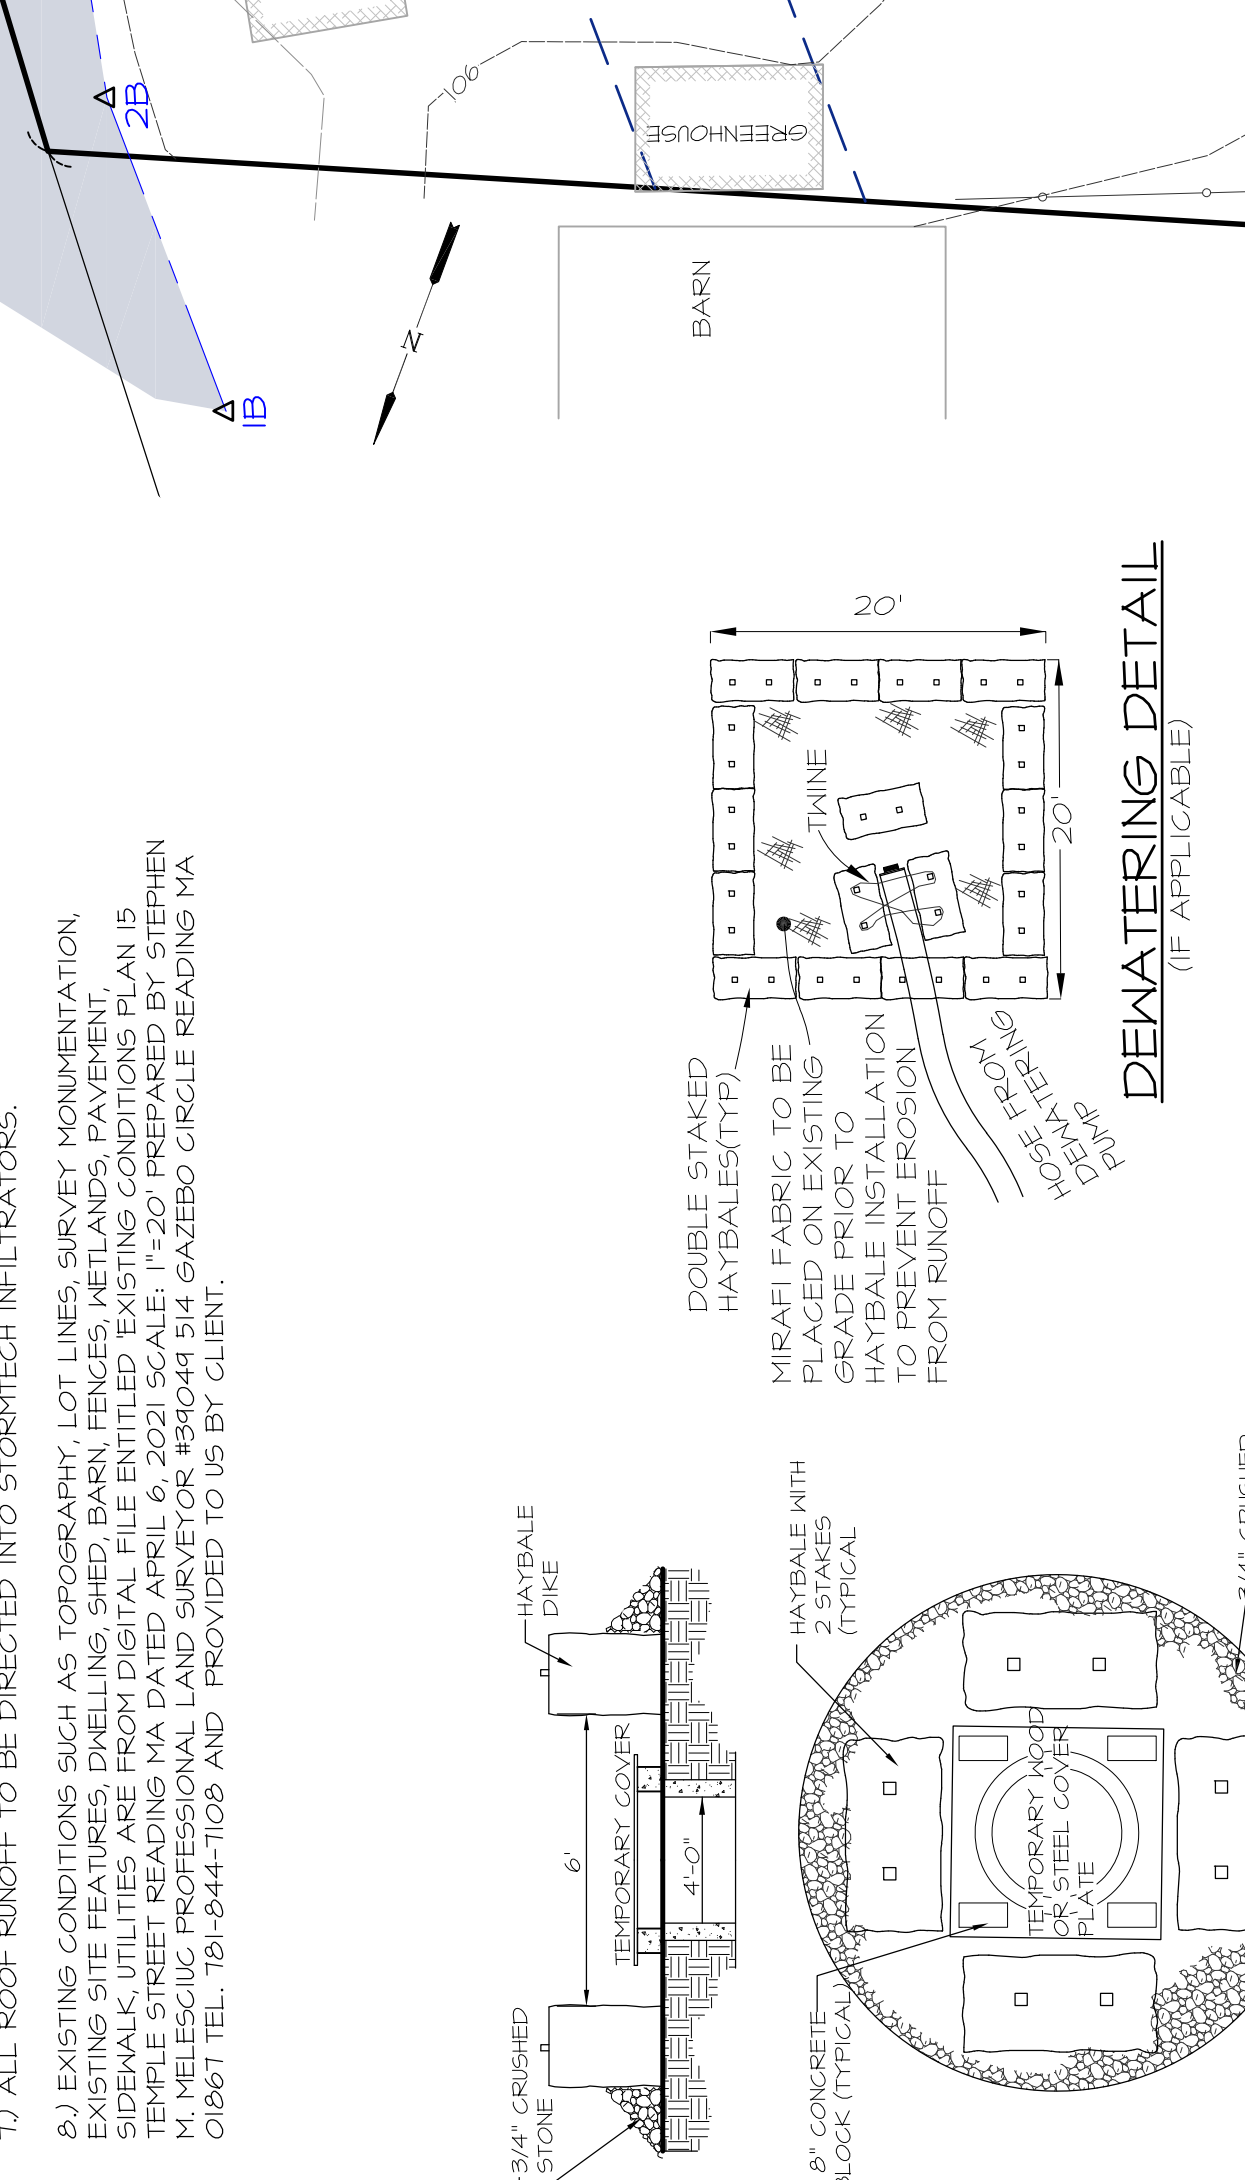 7.) ALL ROOF RUNOFF TO BE DIRECTED INTO STORMTECH INFILTRATORS.
8.) EXISTING CONDITIONS SUCH AS TOPOGRAPHY, LOT LINES, SURVEY MONUMENTATION,
EXISTING SITE FEATURES, DWELLING, SHED, BARN, FENCES, WETLANDS, PAVEMENT,
SIDEWALK, UTILITIES ARE FROM DIGITAL FILE ENTITLED 'EXISTING CONDITIONS PLAN 15
TEMPLE STREET READING MA DATED APRIL 6, 2021 SCALE: 1"=20' PREPARED BY STEPHEN
M. MELESCIUC PROFESSIONAL LAND SURVEYOR #39049 514 GAZEBO CIRCLE READING MA
01867 TEL. 781-844-7108 AND PROVIDED TO US BY CLIENT.
2B
1B
106
N
GREENHOUSE
BARN
20'
20'
TWINE
DOUBLE STAKED
HAYBALES(TYP)
MIRAFI FABRIC TO BE
PLACED ON EXISTING
GRADE PRIOR TO
HAYBALE INSTALLATION
TO PREVENT EROSION
FROM RUNOFF
HOSE FROM
DEWATERING
PUMP
DEWATERING DETAIL
(IF APPLICABLE)
HAYBALE
DIKE
6'
TEMPORARY COVER
4'-0"
3/4" CRUSHED
STONE
HAYBALE WITH
2 STAKES
(TYPICAL
TEMPORARY WOOD
OR STEEL COVER
PLATE
8" CONCRETE
BLOCK (TYPICAL)
3/4" CRUSHED